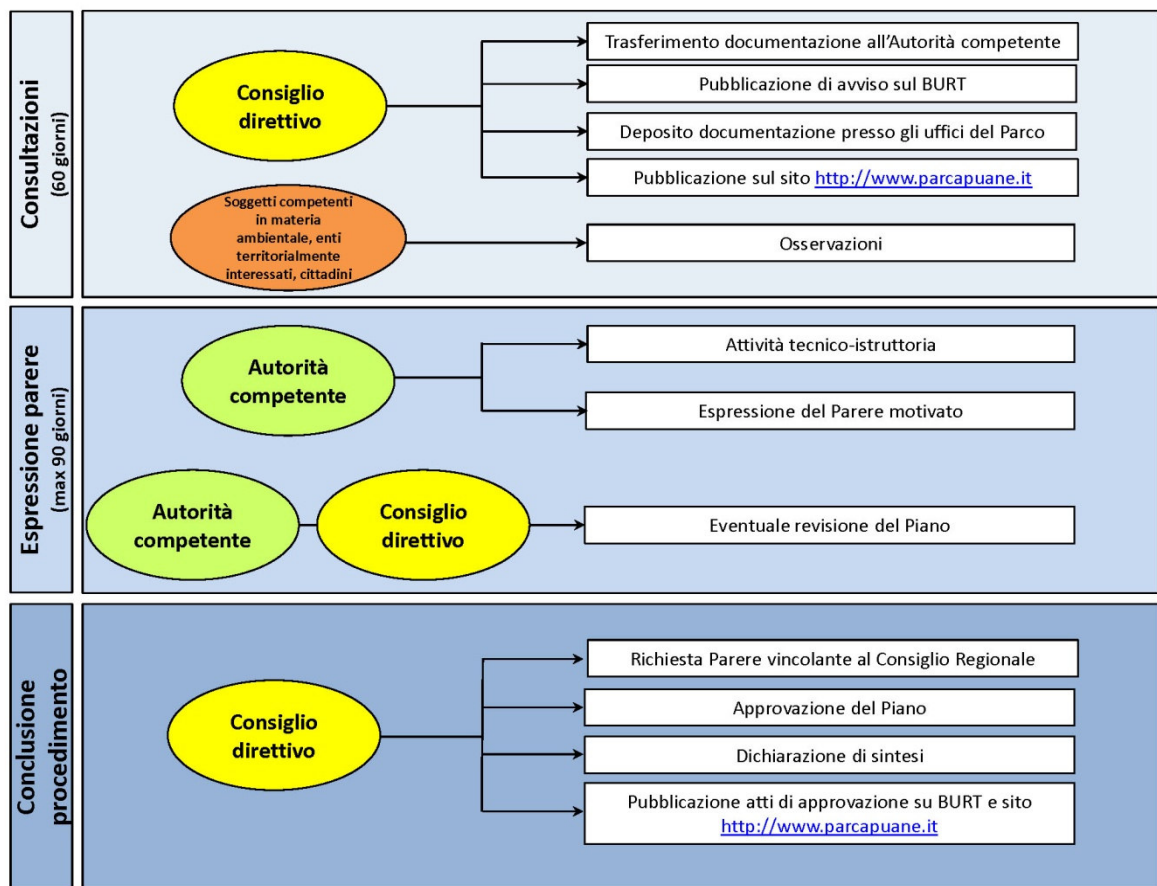 Consultazioni
(60 giorni)
Consiglio
direttivo
Trasferimento documentazione all'Autorità competente
Pubblicazione di avviso sul BURT
Deposito documentazione presso gli uffici del Parco
Pubblicazione sul sito http://www.parcapuane.it
Soggetti competenti
in materia
ambientale, enti
territorialmente
interessati, cittadini
Osservazioni
Espressione parere
(max 90 giorni)
Autorità
competente
Attività tecnico-istruttoria
Espressione del Parere motivato
Autorità
competente
Consiglio
direttivo
Eventuale revisione del Piano
Conclusione
procedimento
Consiglio
direttivo
Richiesta Parere vincolante al Consiglio Regionale
Approvazione del Piano
Dichiarazione di sintesi
Pubblicazione atti di approvazione su BURT e sito
http://www.parcapuane.it